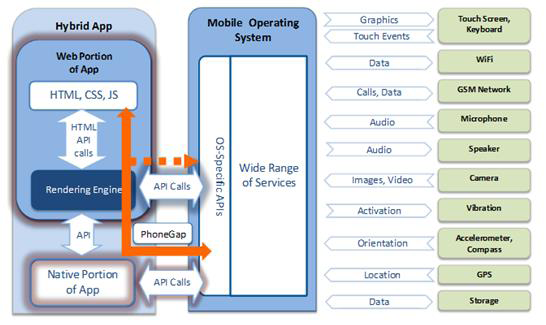 Hybrid App
Web Portion
of App
HTML, CSS, JS
HTML
API
calls
Rendering Engine
API
Native Portion
of App
API Calls
PhoneGap
API Calls
Mobile Operating
System
OS-Specific APIs
Wide Range
of Services
Graphics
Touch Events
Touch Screen,
Keyboard
Data
WiFi
Calls, Data
GSM Network
Audio
Microphone
Audio
Speaker
Images, Video
Camera
Activation
Vibration
Orientation
Accelerometer,
Compass
Location
GPS
Data
Storage